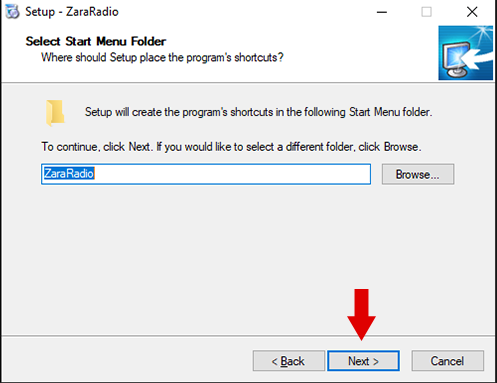 Setup - ZaraRadio
Select Start Menu Folder
Where should Setup place the program's shortcuts?
Setup will create the program's shortcuts in the following Start Menu folder.
To continue, click Next. If you would like to select a different folder, click Browse.
ZaraRadio
Browse...
< Back
Next >
Cancel